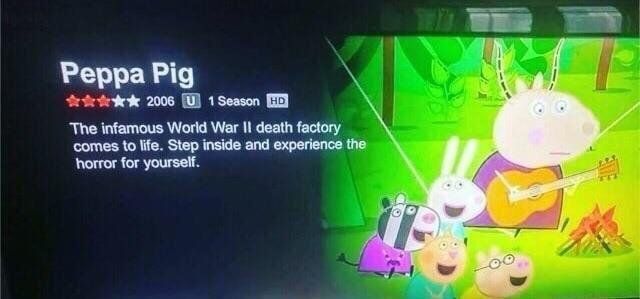 Peppa Pig
2006 U 1 Season HD
The infamous World War II death factory
comes to life. Step inside and experience the
horror for yourself.